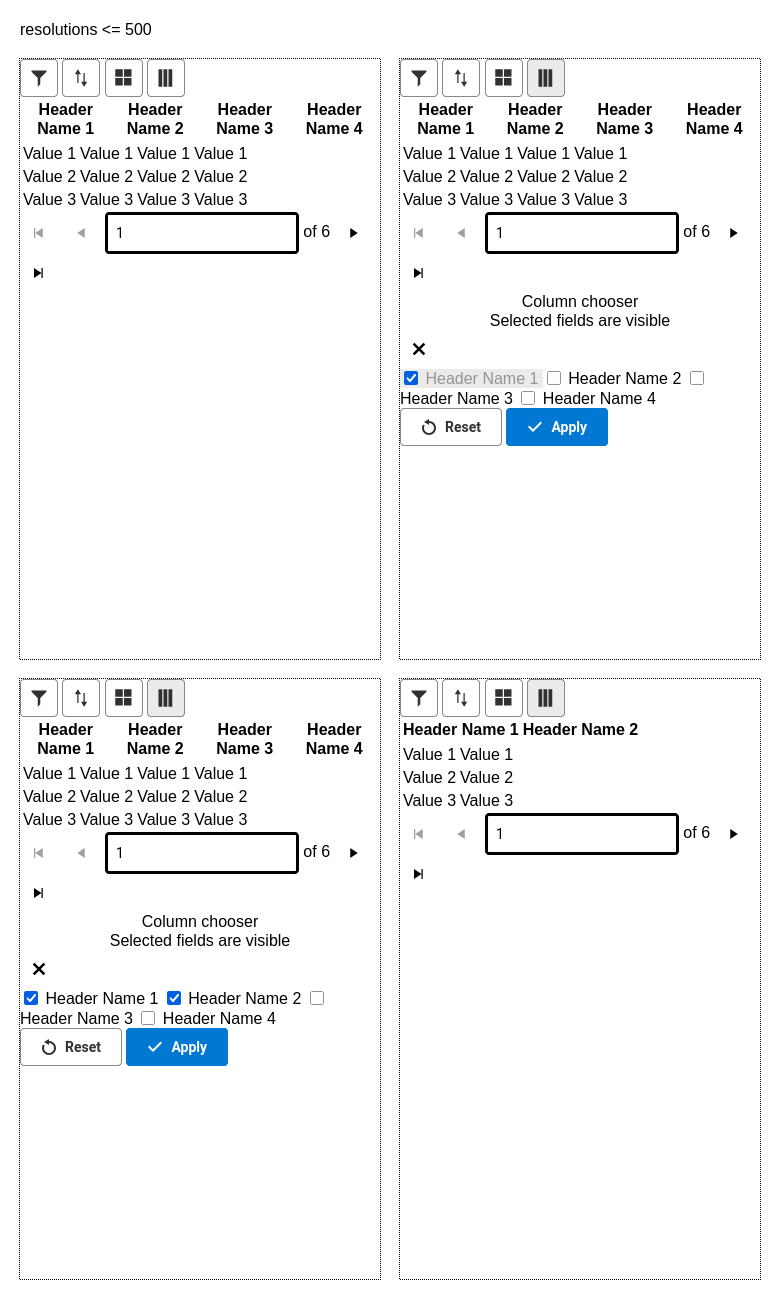 resolutions <= 500
Header Name 1 Header Name 2 Header Name 3 Header Name 4
Value 1 Value 1 Value 1 Value 1
Value 2 Value 2 Value 2 Value 2
Value 3 Value 3 Value 3 Value 3
1 of 6
Header Name 1 Header Name 2 Header Name 3 Header Name 4
Value 1 Value 1 Value 1 Value 1
Value 2 Value 2 Value 2 Value 2
Value 3 Value 3 Value 3 Value 3
1 of 6
Column chooser
Selected fields are visible
Header Name 1 Header Name 2
Header Name 3 Header Name 4
Reset Apply
Header Name 1 Header Name 2 Header Name 3 Header Name 4
Value 1 Value 1 Value 1 Value 1
Value 2 Value 2 Value 2 Value 2
Value 3 Value 3 Value 3 Value 3
1 of 6
Column chooser
Selected fields are visible
Header Name 1 Header Name 2
Header Name 3 Header Name 4
Reset Apply
Header Name 1 Header Name 2
Value 1 Value 1
Value 2 Value 2
Value 3 Value 3
1 of 6